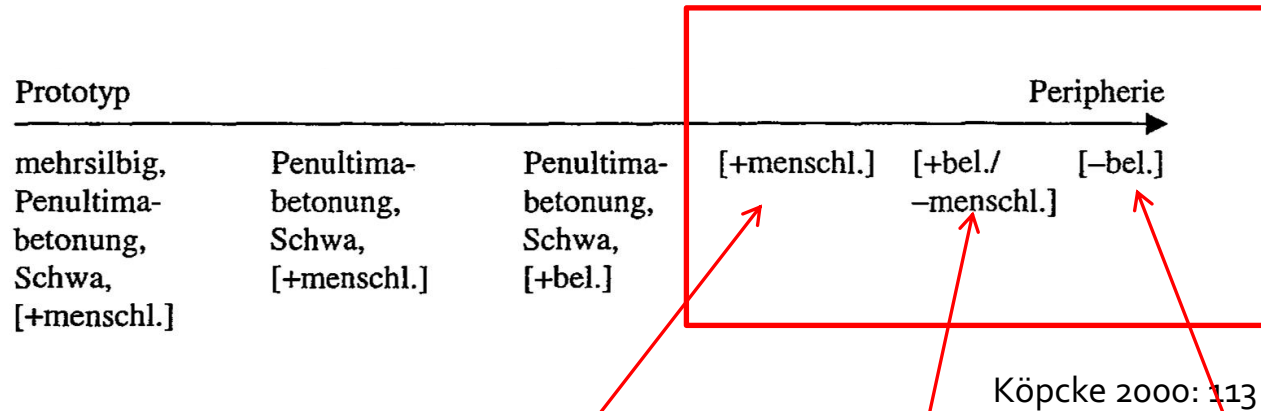 Prototyp
Peripherie
mehrsilbig,
Penultima-
betonung,
Schwa,
[+menschl.]
Penultima-
betonung,
Schwa,
[+menschl.]
Penultima-
betonung,
Schwa,
[+bel.]
[+menschl.]
[+bel./
–menschl.]
[–bel.]
Köpcke 2000: 113